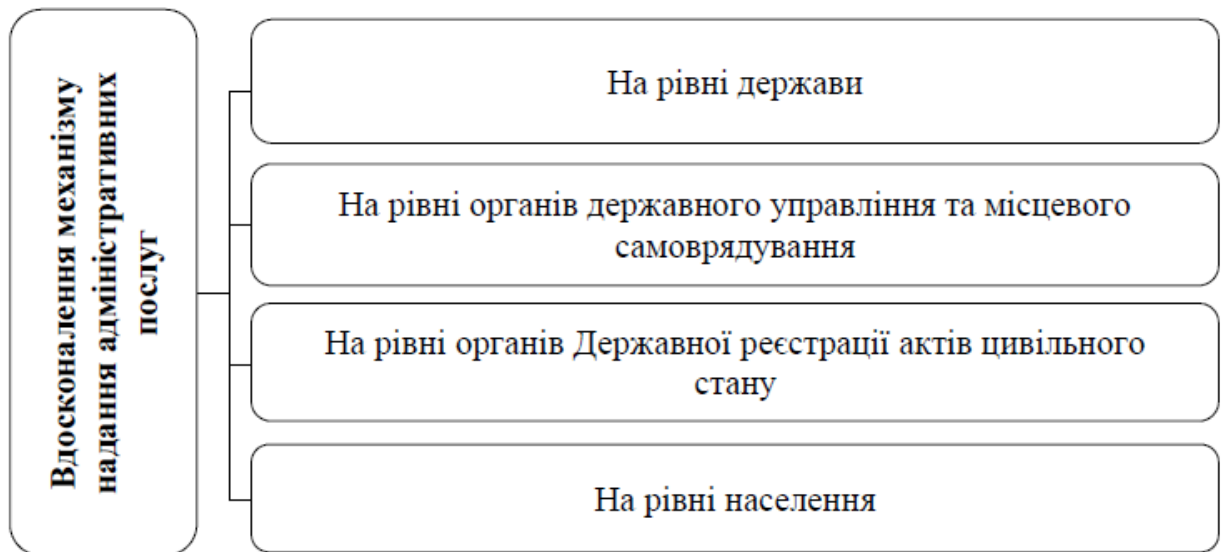 Вдосконалення механізму
надання адміністративних
послуг
На рівні держави
На рівні органів державного управління та місцевого
самоврядування
На рівні органів Державної реєстрації актів цивільного
стану
На рівні населення